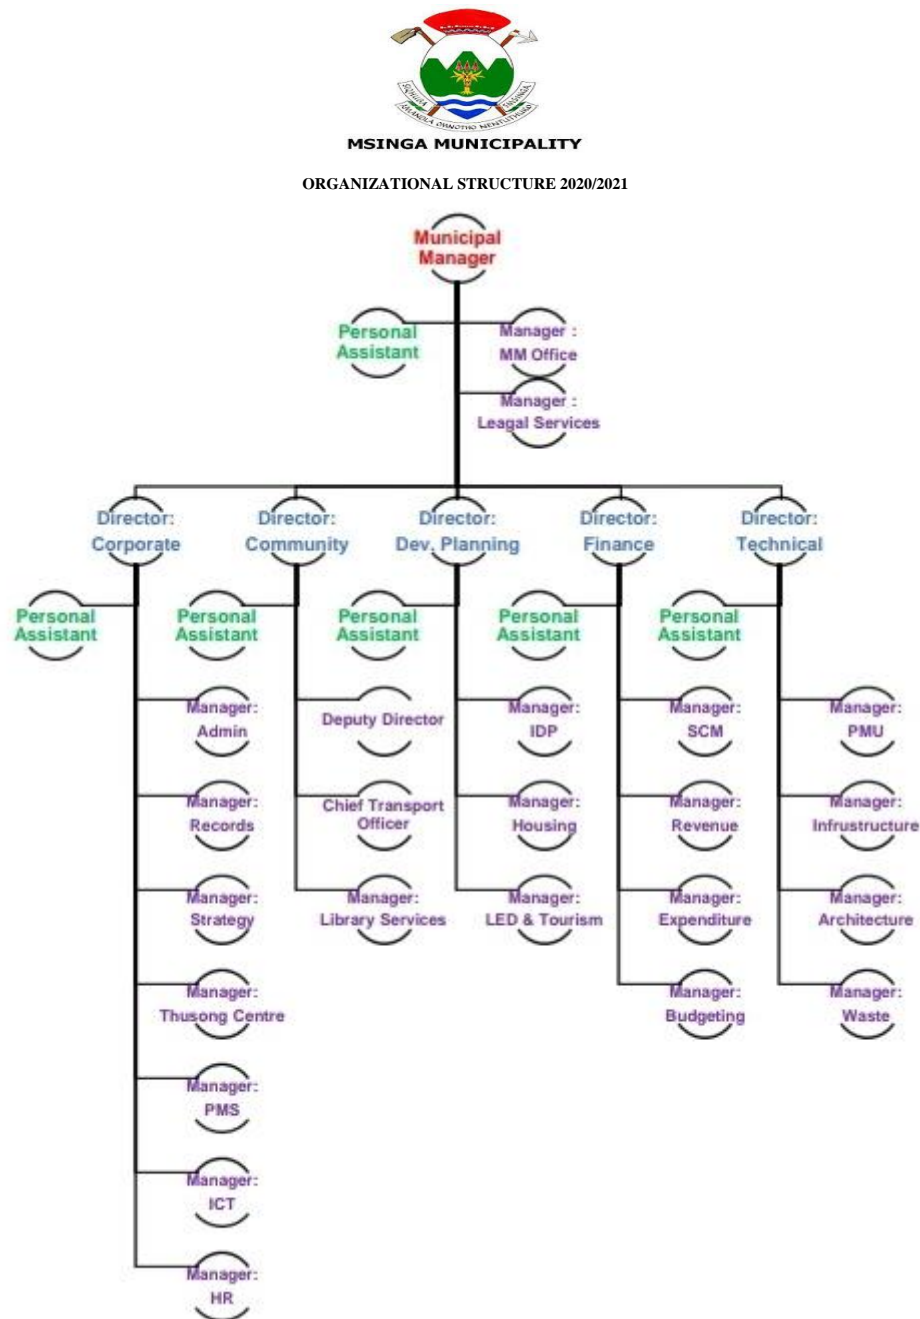 MSINGA MUNICIPALITY
ORGANIZATIONAL STRUCTURE 2020/2021
Municipal
Manager
Personal
Assistant
Manager :
MM Office
Manager :
Leagal Services
Director:
Corporate
Director:
Community
Director:
Dev. Planning
Director:
Finance
Director:
Technical
Personal
Assistant
Personal
Assistant
Personal
Assistant
Personal
Assistant
Personal
Assistant
Manager:
Admin
Deputy Director
Manager:
IDP
Manager:
SCM
Manager:
PMU
Manager:
Records
Chief Transport
Officer
Manager:
Housing
Manager:
Revenue
Manager:
Infrustructure
Manager:
Strategy
Manager:
Library Services
Manager:
LED & Tourism
Manager:
Expenditure
Manager:
Architecture
Manager:
Thusong Centre
Manager:
Budgeting
Manager:
Waste
Manager:
PMS
Manager:
ICT
Manager:
HR